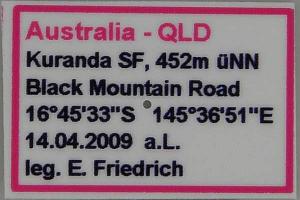 Australia - QLD
Kuranda SF, 452m üNN
Black Mountain Road
16°45'33"S 145°36'51"E
14.04.2009 a.L.
leg. E. Friedrich